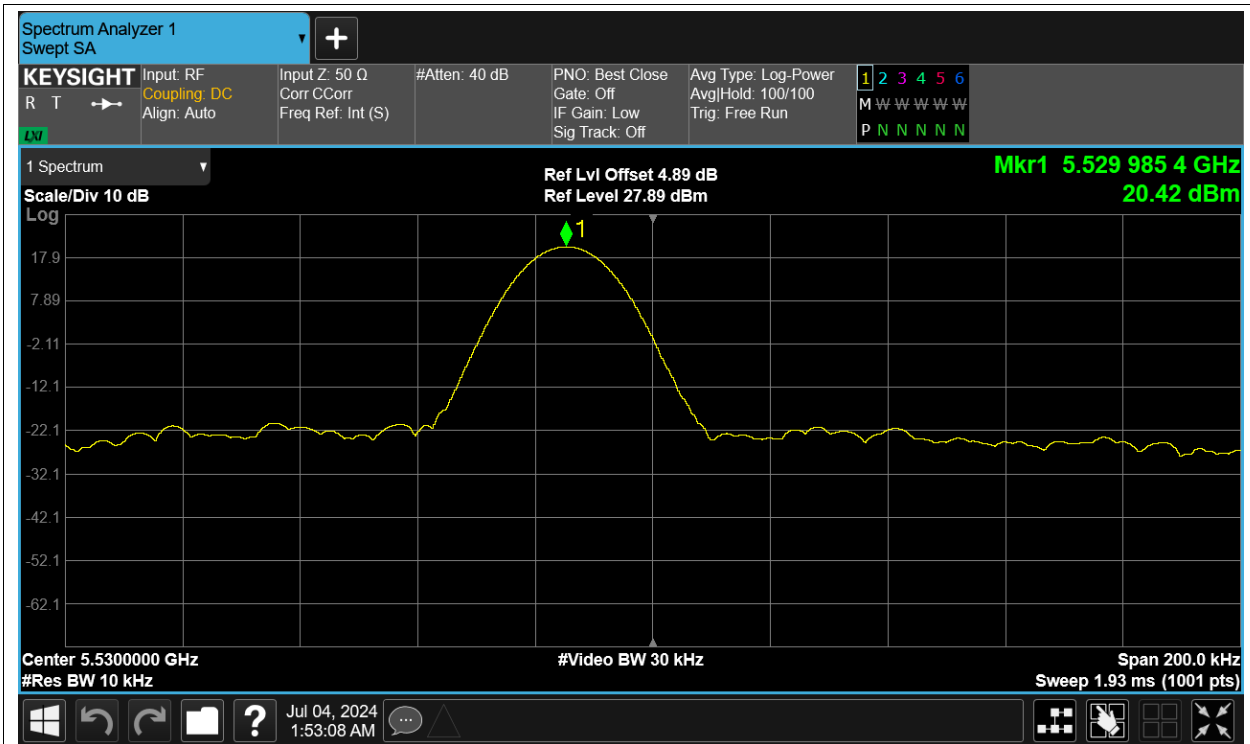 Spectrum Analyzer 1
Swept SA
KEYSIGHT
R T
LXI
Input: RF
Coupling: DC
Align: Auto
Input Z: 50 Ω
Corr CCorr
Freq Ref: Int (S)
#Atten: 40 dB
PNO: Best Close
Gate: Off
IF Gain: Low
Sig Track: Off
Avg Type: Log-Power
Avg|Hold: 100/100
Trig: Free Run
1 2 3 4 5 6
M W W W W W
P N N N N N
1 Spectrum
Scale/Div 10 dB
Ref Lvl Offset 4.89 dB
Ref Level 27.89 dBm
Mkr1 5.529 985 4 GHz
20.42 dBm
Log
1
17.9
7.89
-2.11
-12.1
-22.1
-32.1
-42.1
-52.1
-62.1
Center 5.5300000 GHz
#Video BW 30 kHz
Span 200.0 kHz
#Res BW 10 kHz
Sweep 1.93 ms (1001 pts)
?
Jul 04, 2024
1:53:08 AM